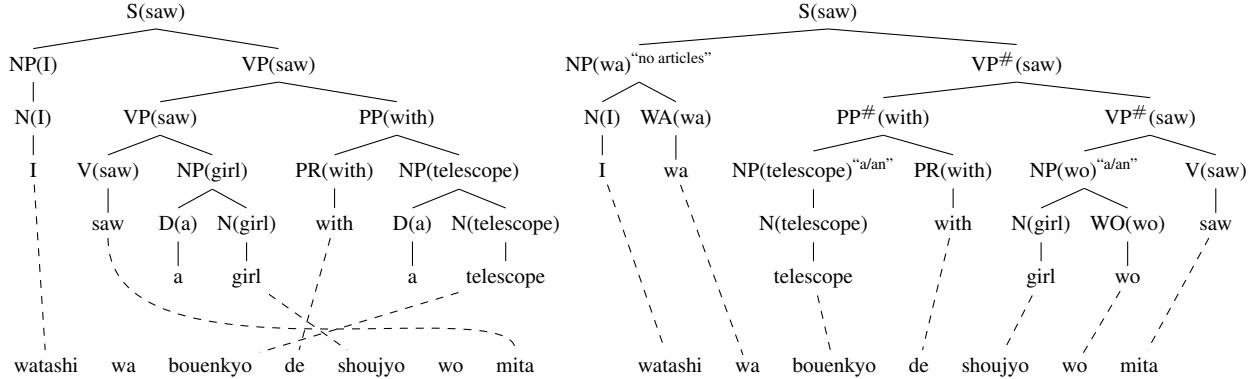 S(saw) S(saw)
NP(I) VP(saw) NP(wa)“no articles” VP#(saw)
N(I) VP(saw) PP(with) N(I) WA(wa) PP#(with) VP#(saw)
I V(saw) NP(girl) PR(with) NP(telescope) I wa NP(telescope)“a/an” PR(with) NP(wo)“a/an” V(saw)
saw D(a) N(girl) with D(a) N(telescope) N(telescope) with N(girl) WO(wo) saw
a girl a telescope telescope girl wo
watashi wa bouenkyo de shoujyo wo mita watashi wa bouenkyo de shoujyo wo mita